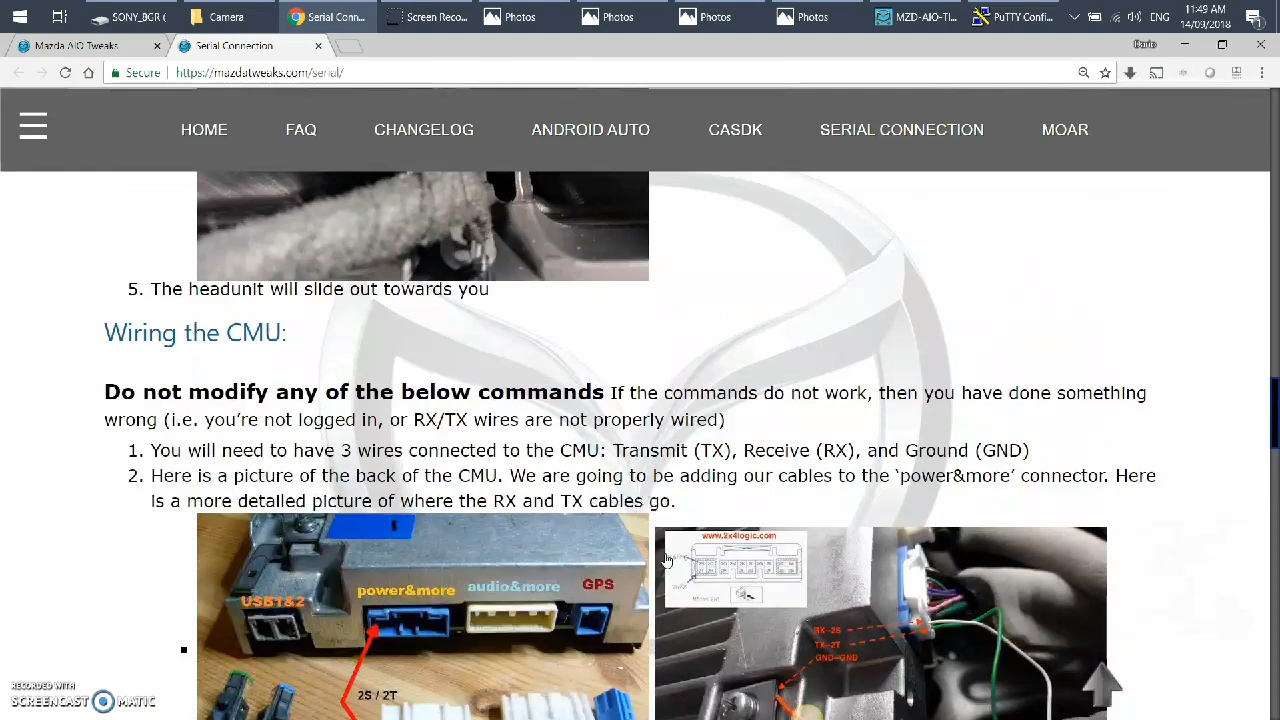 SONY_BGR (
Camera
Serial Conn...
Screen Reco...
Photos
Photos
Photos
Photos
MZD-AIO-TI...
PuTTY Confi...
ENG
11:49 AM
14/09/2018
Mazda AIO Tweaks
Serial Connection
Dario
Secure
https://mazdatweaks.com/serial/
HOME
FAQ
CHANGELOG
ANDROID AUTO
CASDK
SERIAL CONNECTION
MOAR
5. The headunit will slide out towards you
Wiring the CMU:
Do not modify any of the below commands If the commands do not work, then you have done something
wrong (i.e. you’re not logged in, or RX/TX wires are not properly wired)
1. You will need to have 3 wires connected to the CMU: Transmit (TX), Receive (RX), and Ground (GND)
2. Here is a picture of the back of the CMU. We are going to be adding our cables to the ‘power&more’ connector. Here
is a more detailed picture of where the RX and TX cables go.
www.2x4logic.com
USB1&2
power&more
audio&more
GPS
RX-2S
TX-2T
GND-GND
2S / 2T
RECORDED WITH
SCREENCAST MATIC